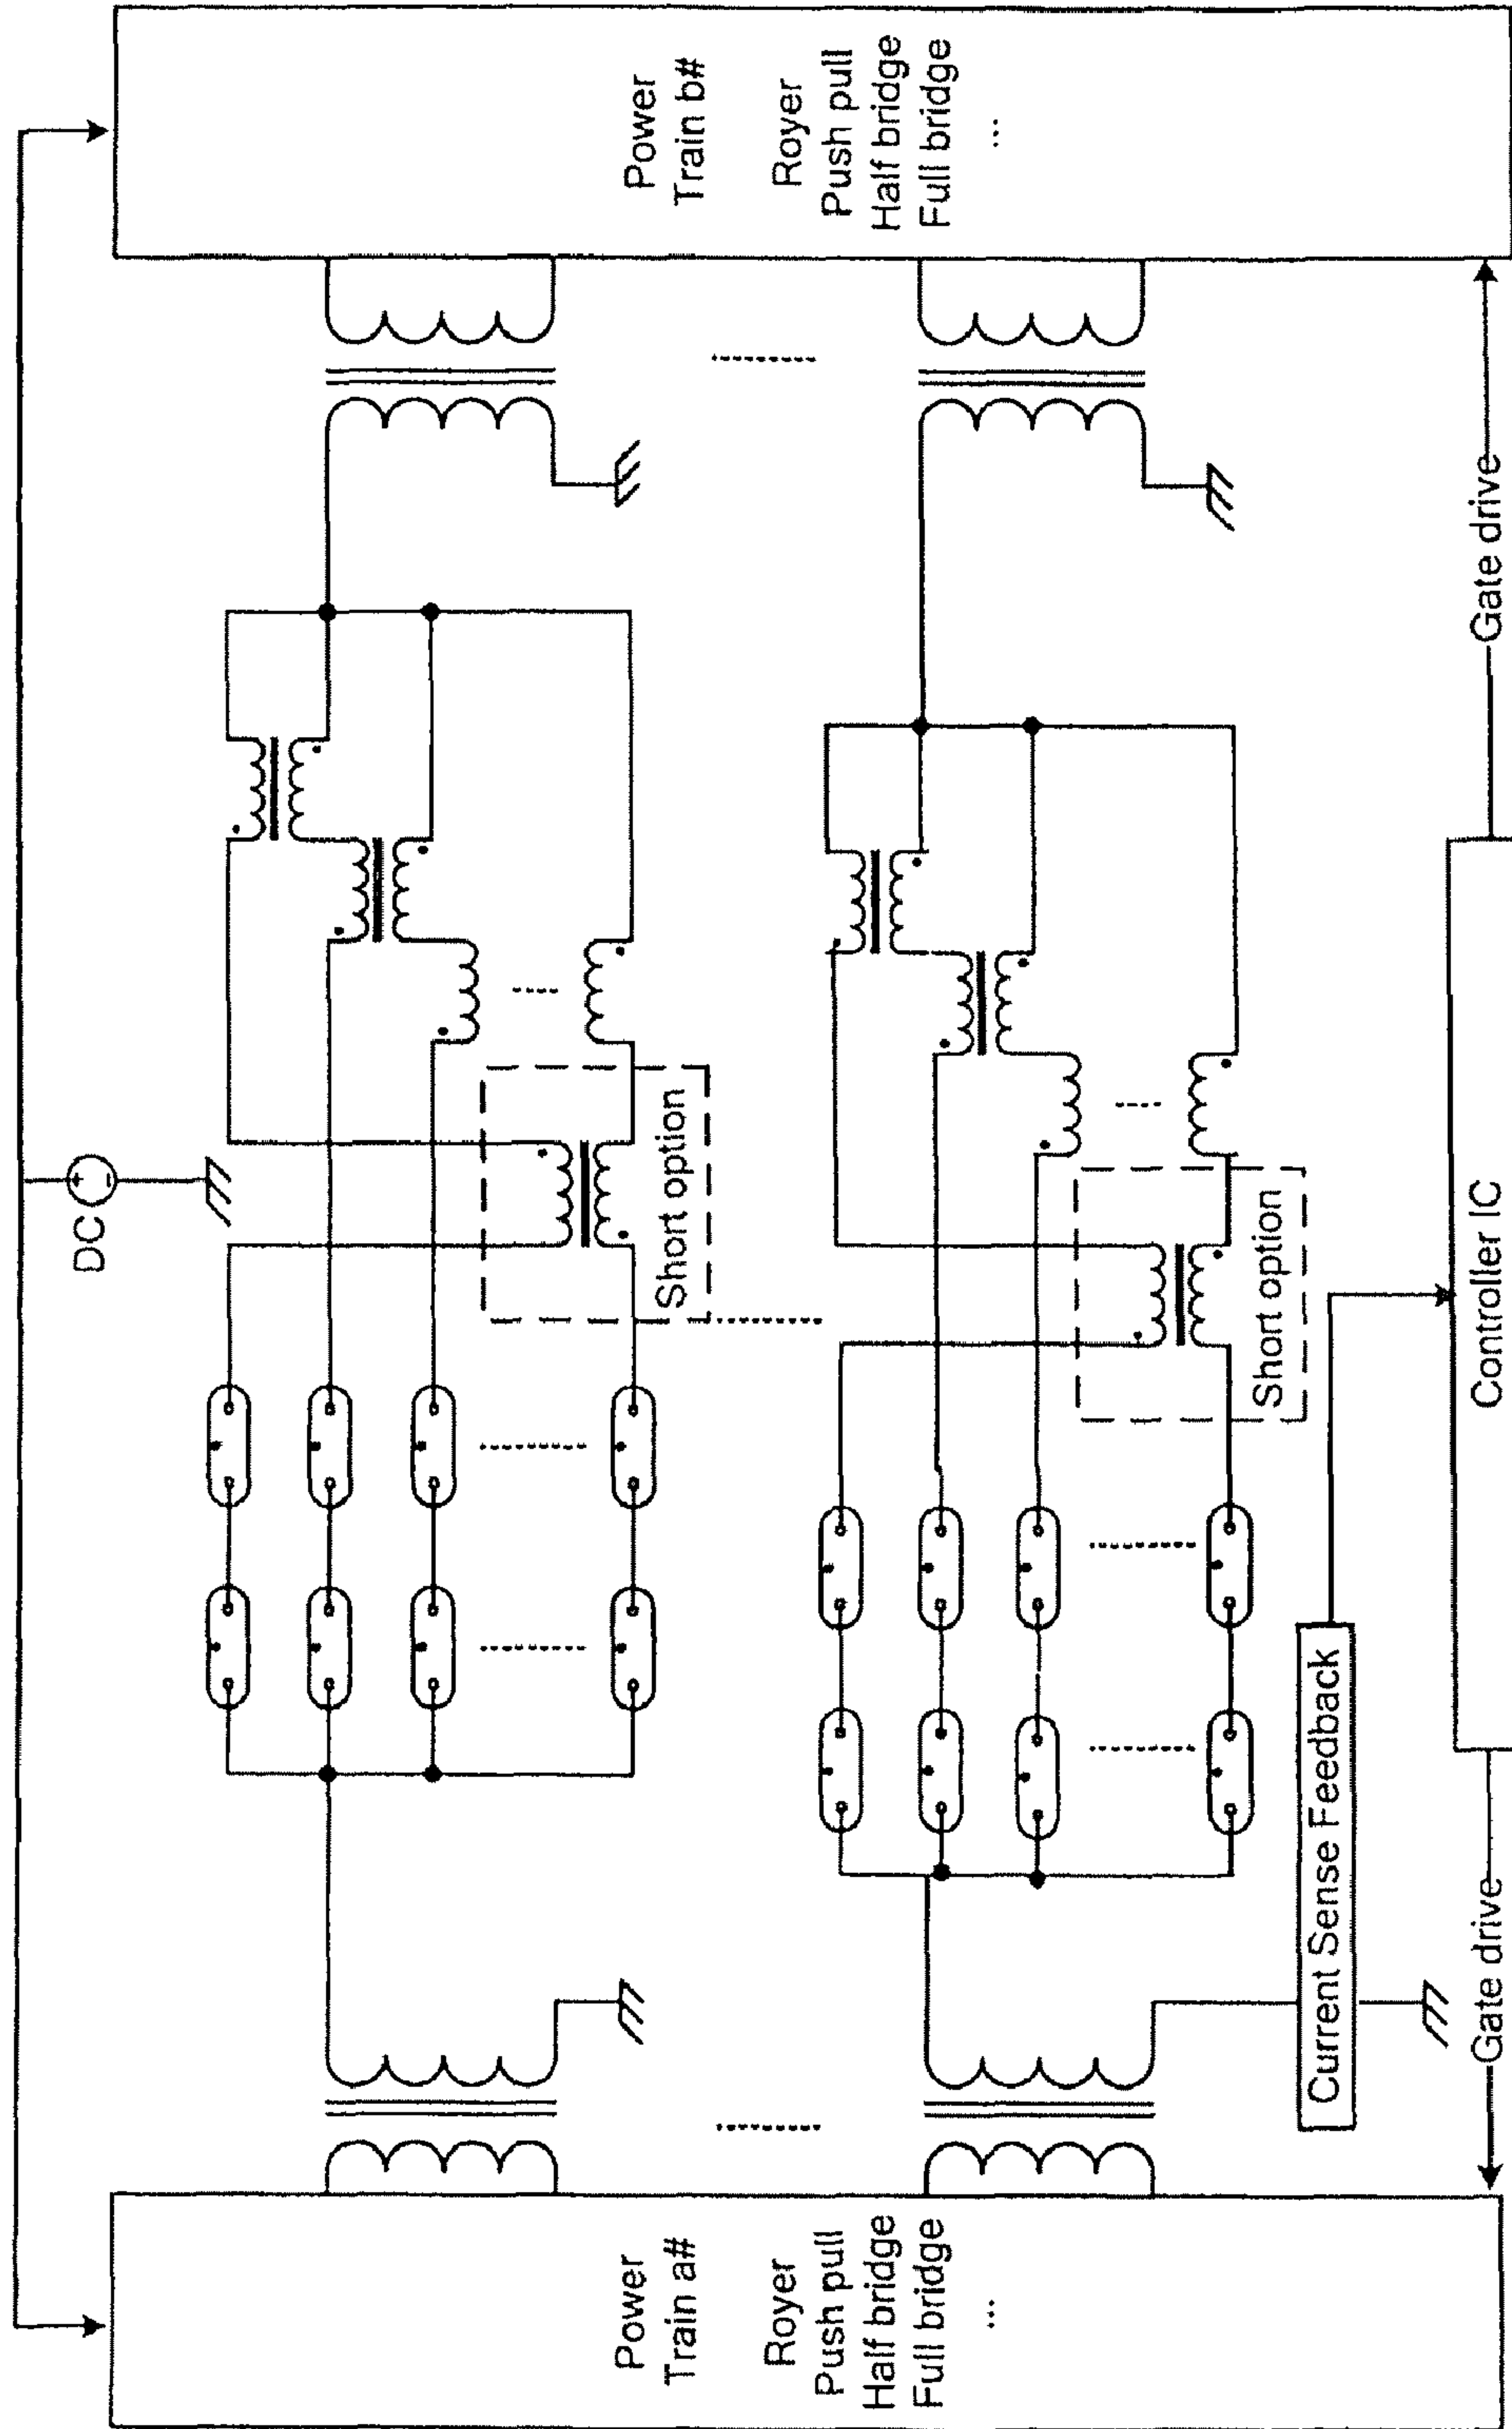 DC
+
-
Power
Train a#
Royer
Push pull
Half bridge
Full bridge
...
Power
Train b#
Royer
Push pull
Half bridge
Full bridge
...
Short option
Short option
Current Sense Feedback
Gate drive
Controller IC
Gate drive